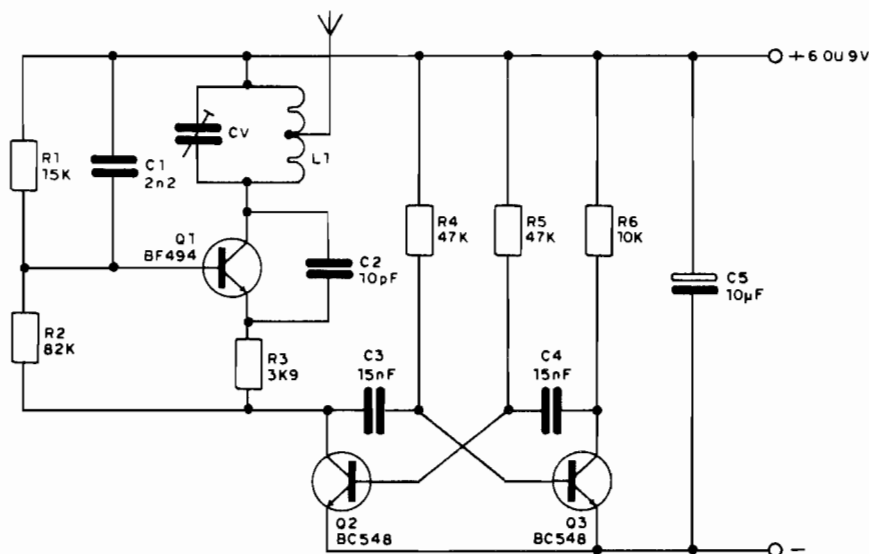 +6 OU 9V
R1
15K
C1
2n2
CV
L1
Q1
BF494
C2
10pF
R4
47K
R5
47K
R6
10K
C5
10µF
R2
82K
R3
3K9
C3
15nF
C4
15nF
Q2
BC548
Q3
BC548
-